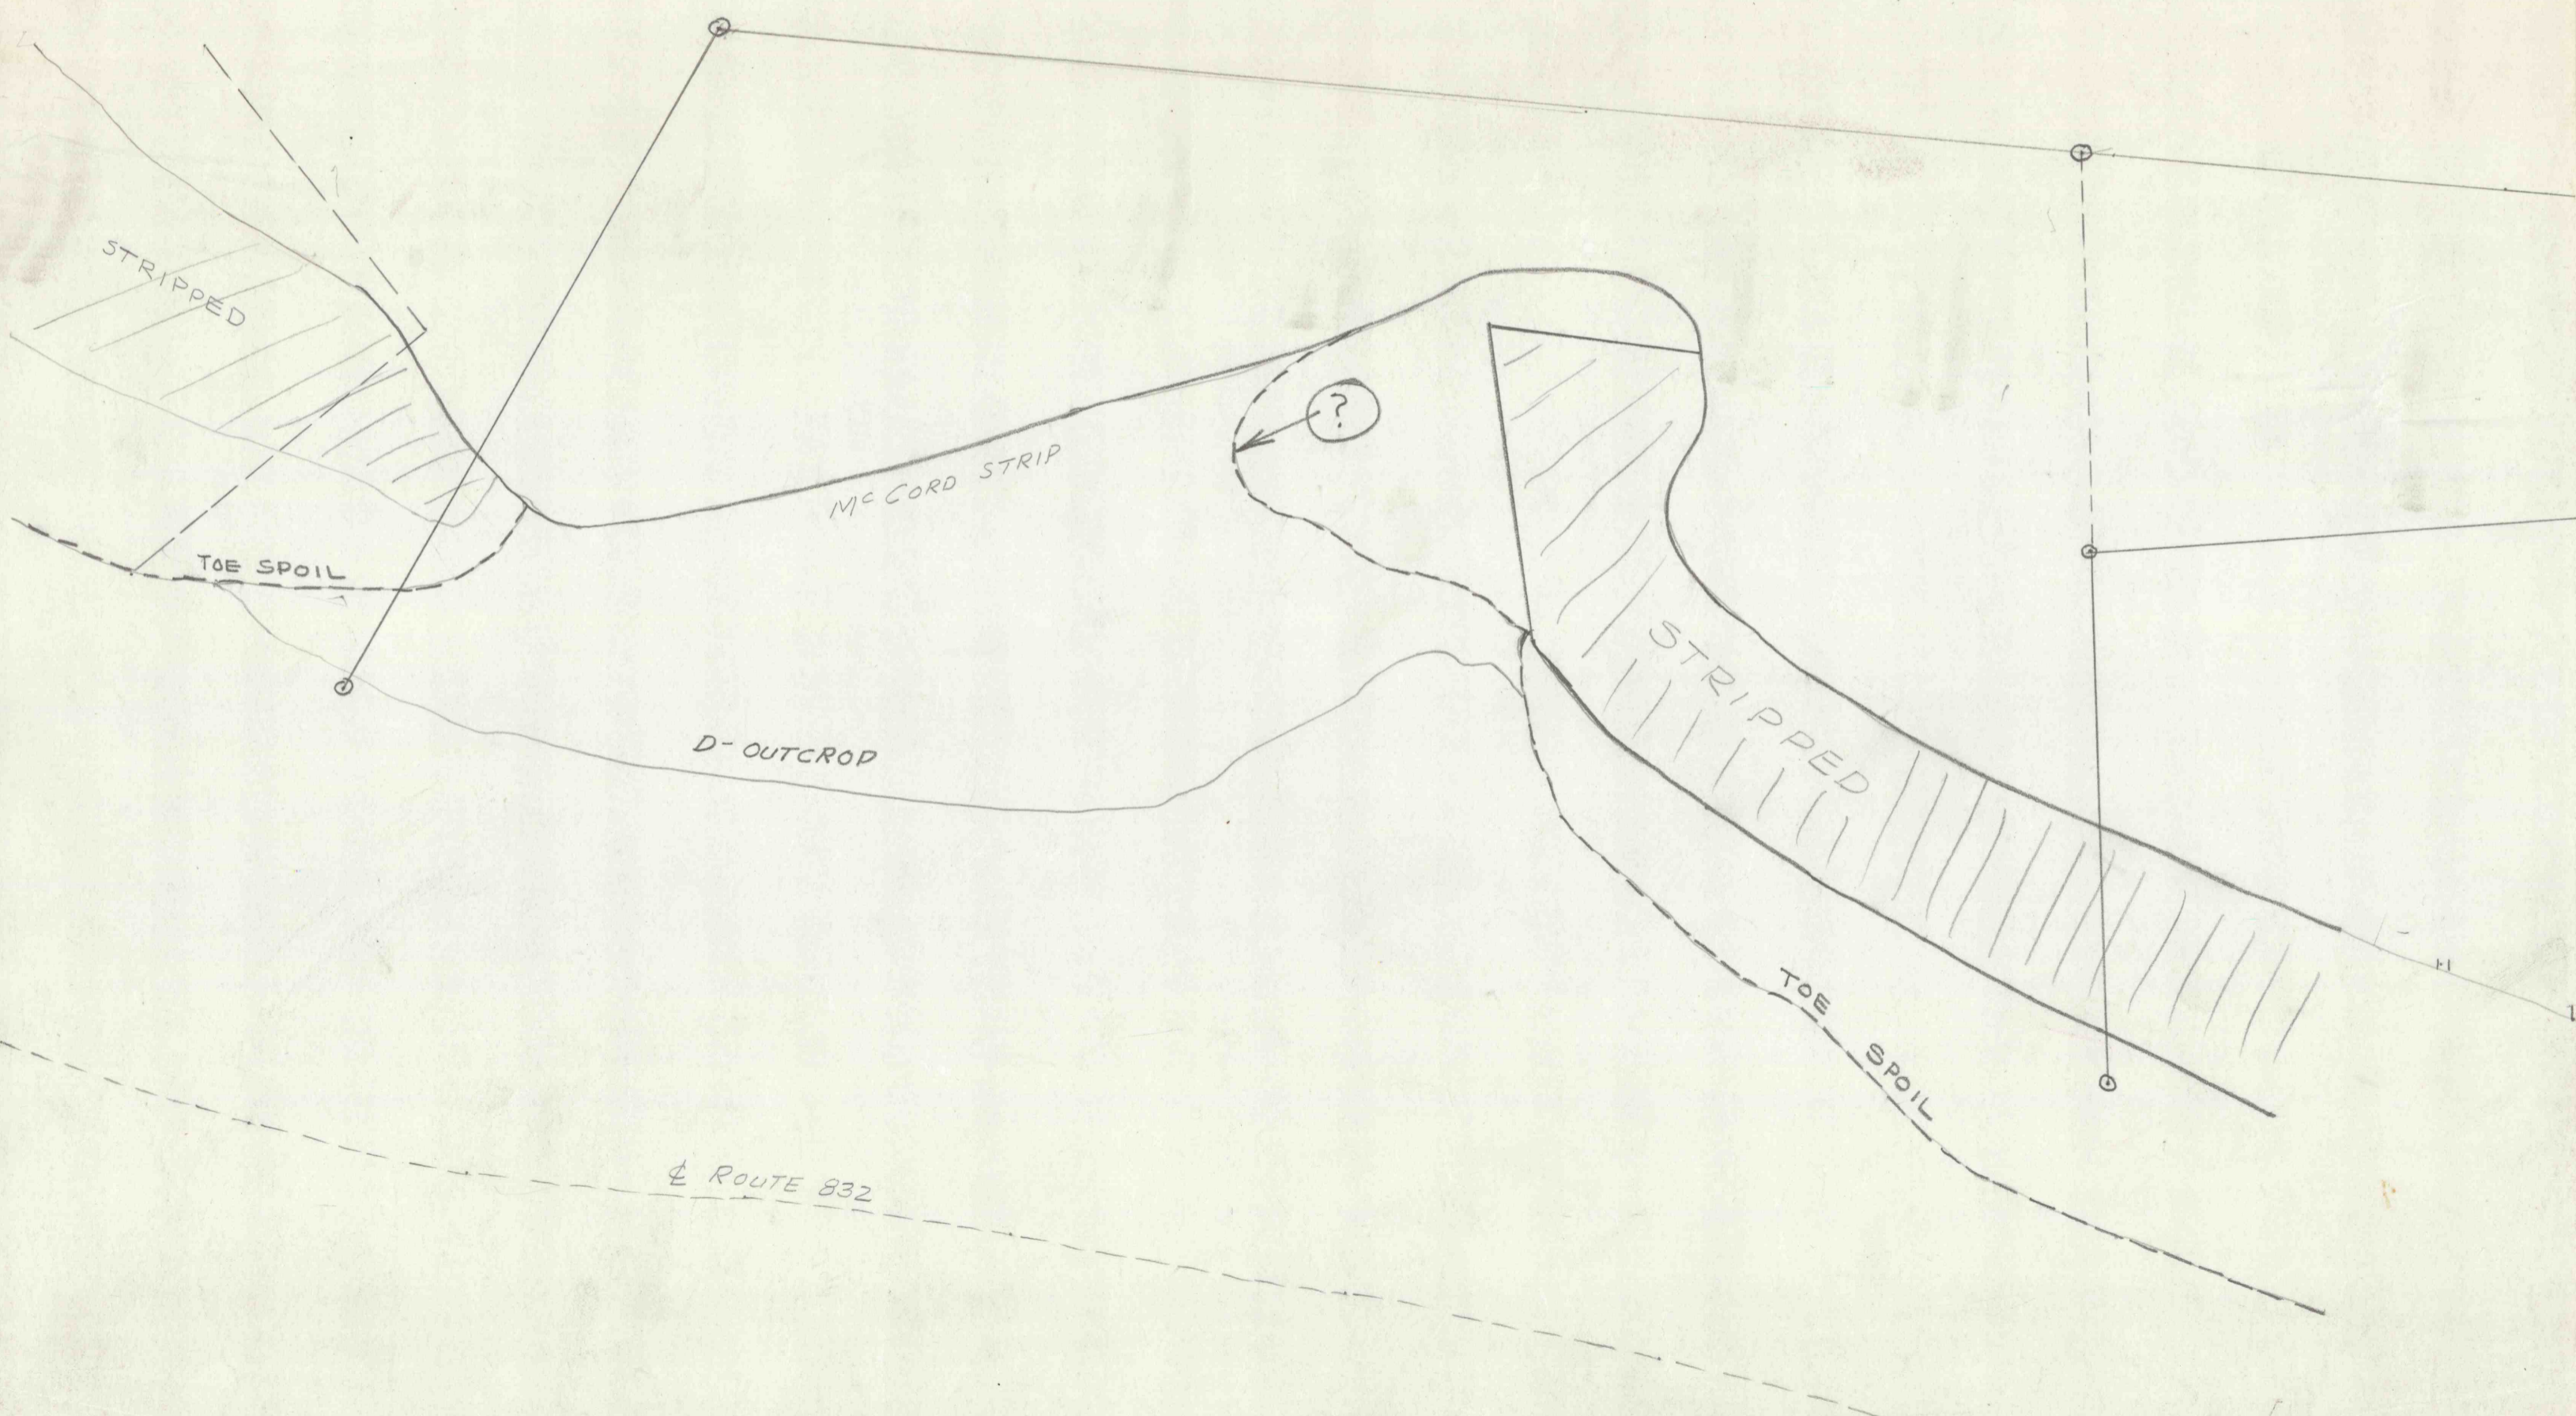 STRIPPED
?
McCORD STRIP
TOE SPOIL
STRIPPED
D-OUTCROP
TOE
SPOIL
℄ ROUTE 832